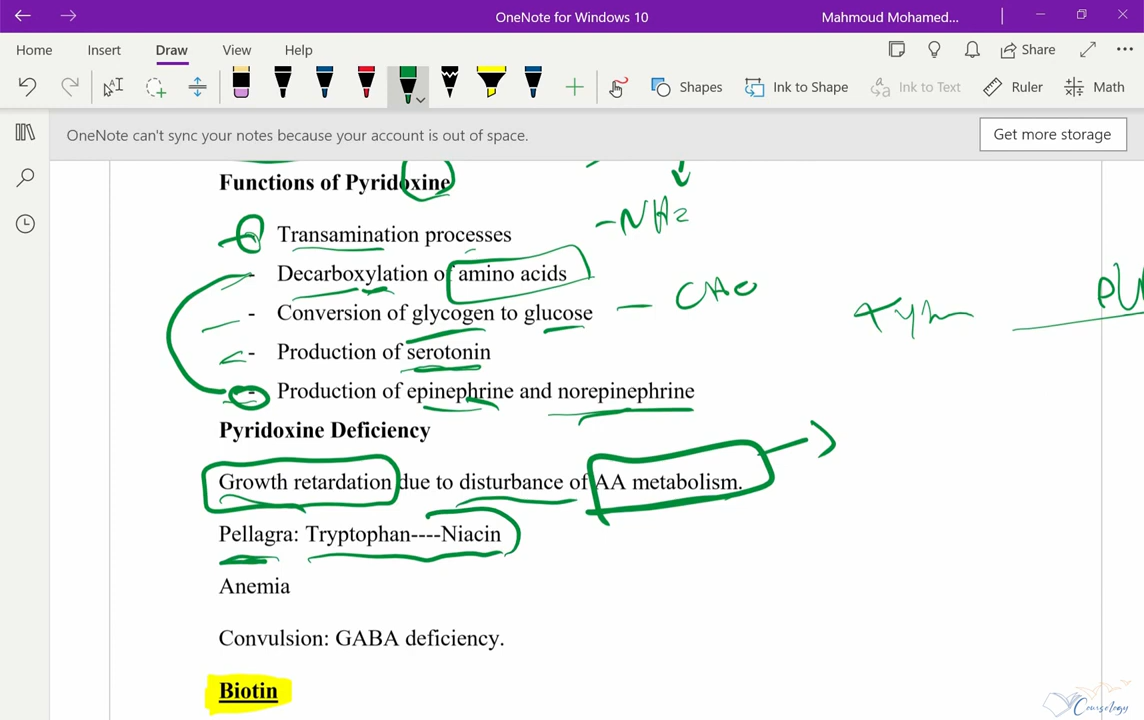 OneNote for Windows 10
Mahmoud Mohamed...
Home Insert Draw View Help
Share
Shapes Ink to Shape Ink to Text Ruler Math
OneNote can't sync your notes because your account is out of space.
Get more storage
Functions of Pyridoxine
-NH2
Transamination processes
- Decarboxylation of amino acids
- Conversion of glycogen to glucose
CHO
- Production of serotonin
- Production of epinephrine and norepinephrine
Pyridoxine Deficiency
Growth retardation due to disturbance of AA metabolism.
Pellagra: Tryptophan----Niacin
Anemia
Convulsion: GABA deficiency.
Biotin
Coursology